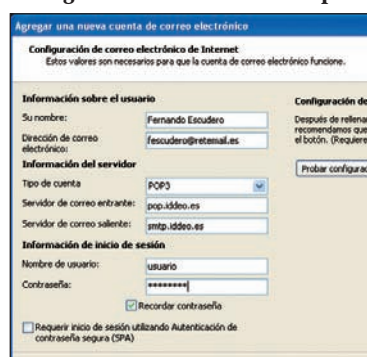 Agregar una nueva cuenta de correo electrónico
Configuración de correo electrónico de Internet
Estos valores son necesarios para que la cuenta de correo electrónico funcione.
Información sobre el usuario
Su nombre: Fernando Escudero
Dirección de correo electrónico: fescudero@retemail.es
Información del servidor
Tipo de cuenta POP3
Servidor de correo entrante: pop.iddeo.es
Servidor de correo saliente: smtp.iddeo.es
Información de inicio de sesión
Nombre de usuario: usuario
Contraseña: ********
Recordar contraseña
Requerir inicio de sesión utilizando Autenticación de
contraseña segura (SPA)
Configuración de
Después de rellenar
recomendamos que
el botón. (Requiere
Probar configurac